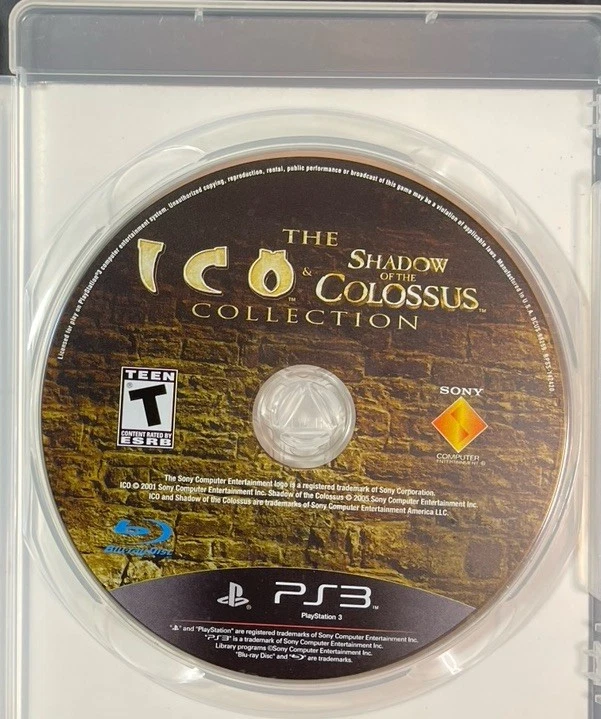 Licensed for play on PlayStation®3 computer entertainment system. Unauthorized copying, reproduction, rental, public performance or broadcast of this game may be a violation of applicable laws. Manufactured in U.S.A.
THE
ICO™ & SHADOW OF THE COLOSSUS™
COLLECTION
TEEN
T
CONTENT RATED BY
ESRB
SONY
COMPUTER
ENTERTAINMENT®
The Sony Computer Entertainment logo is a registered trademark of Sony Corporation.
ICO © 2001 Sony Computer Entertainment Inc. Shadow of the Colossus © 2005 Sony Computer Entertainment Inc.
ICO and Shadow of the Colossus are trademarks of Sony Computer Entertainment America LLC.
Blu-ray Disc
PS3™
PlayStation 3
" " and "PlayStation" are registered trademarks of Sony Computer Entertainment Inc.
"PS3" is a trademark of Sony Computer Entertainment Inc.
Library programs ©Sony Computer Entertainment Inc.
"Blu-ray Disc" and " " are trademarks.